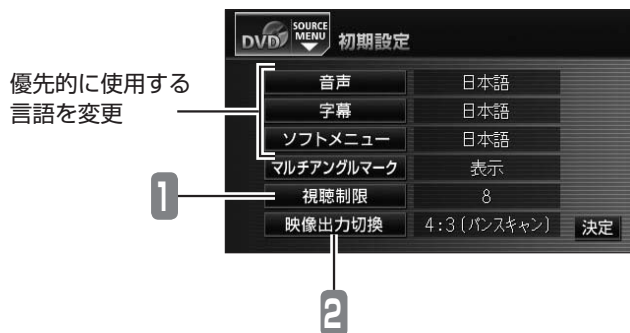 DVD
SOURCE
MENU
初期設定
優先的に使用する
言語を変更
音声 日本語
字幕 日本語
ソフトメニュー 日本語
マルチアングルマーク 表示
1 視聴制限 8
映像出力切換 4:3(パンスキャン) 決定
2